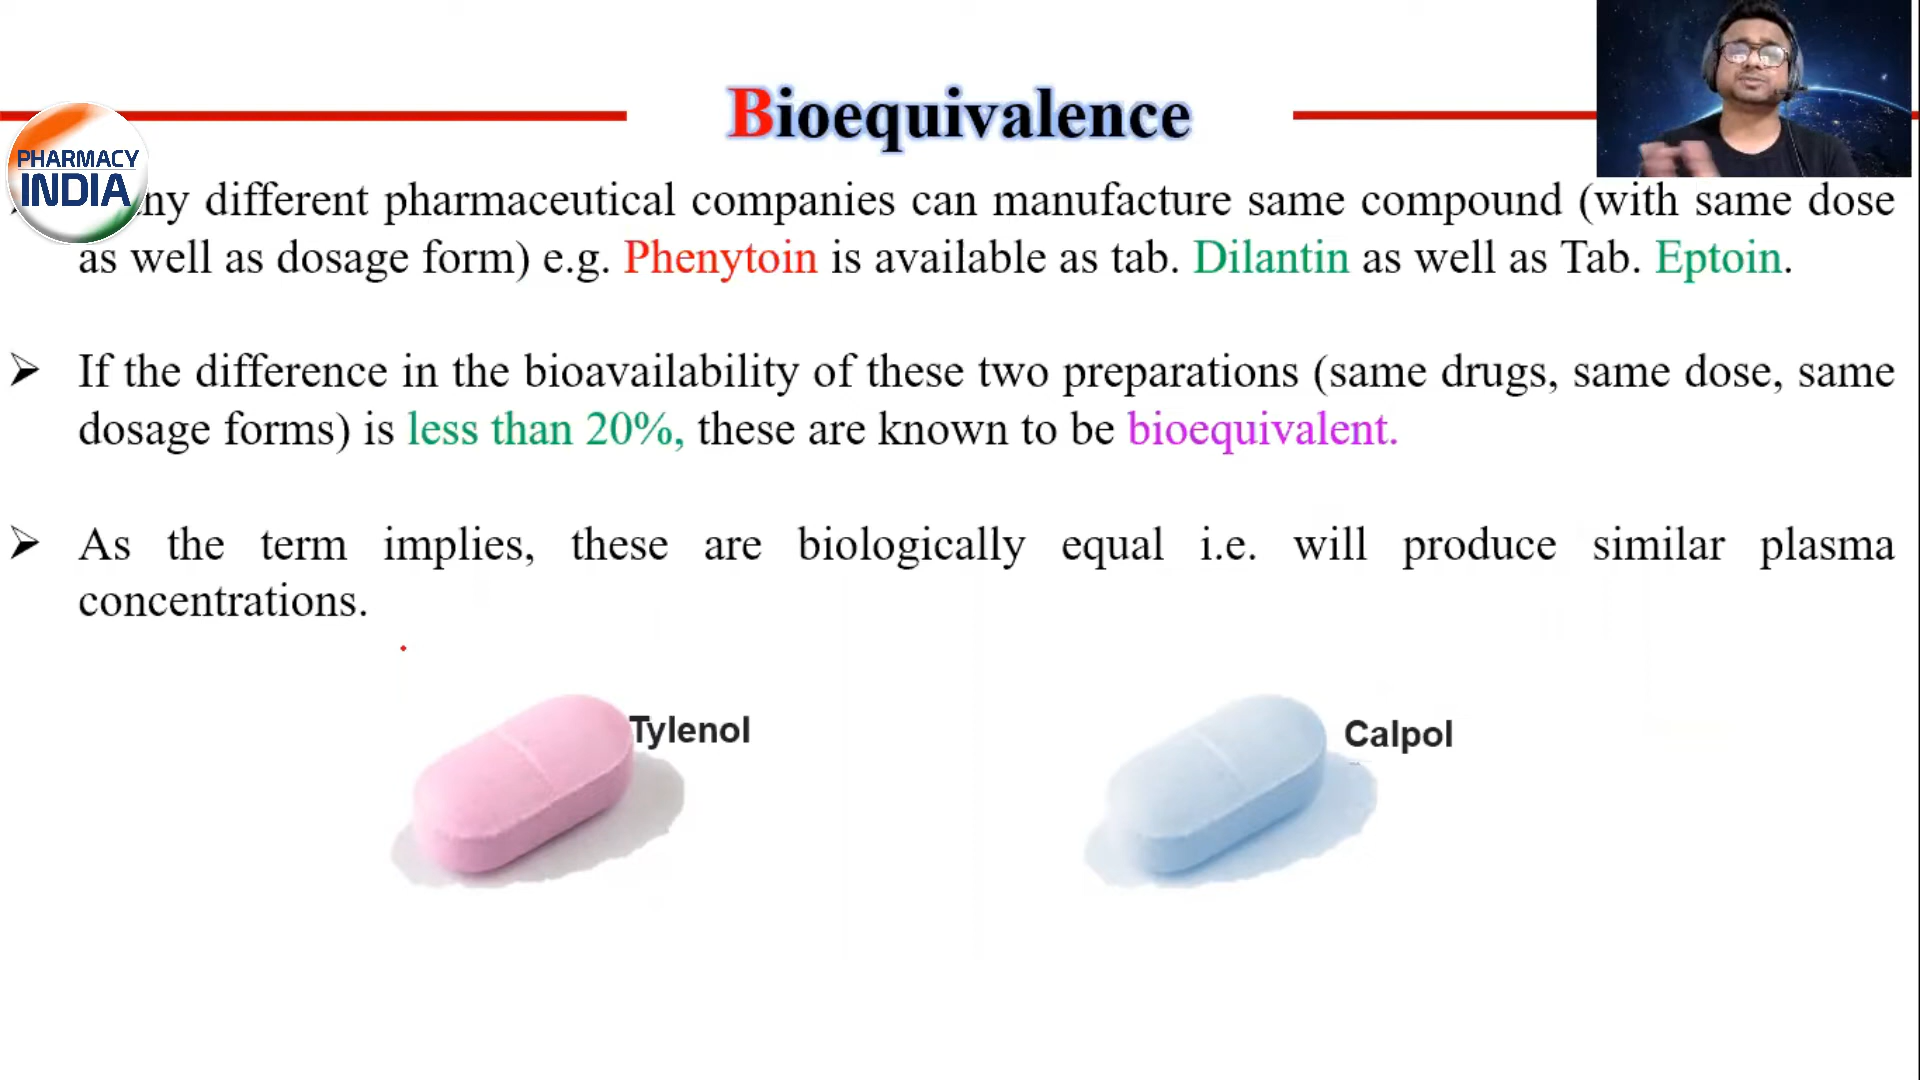 Bioequivalence
PHARMACY
INDIA
different pharmaceutical companies can manufacture same compound (with same dose
as well as dosage form) e.g. Phenytoin is available as tab. Dilantin as well as Tab. Eptoin.
➤ If the difference in the bioavailability of these two preparations (same drugs, same dose, same
dosage forms) is less than 20%, these are known to be bioequivalent.
➤ As the term implies, these are biologically equal i.e. will produce similar plasma
concentrations.
Tylenol
Calpol